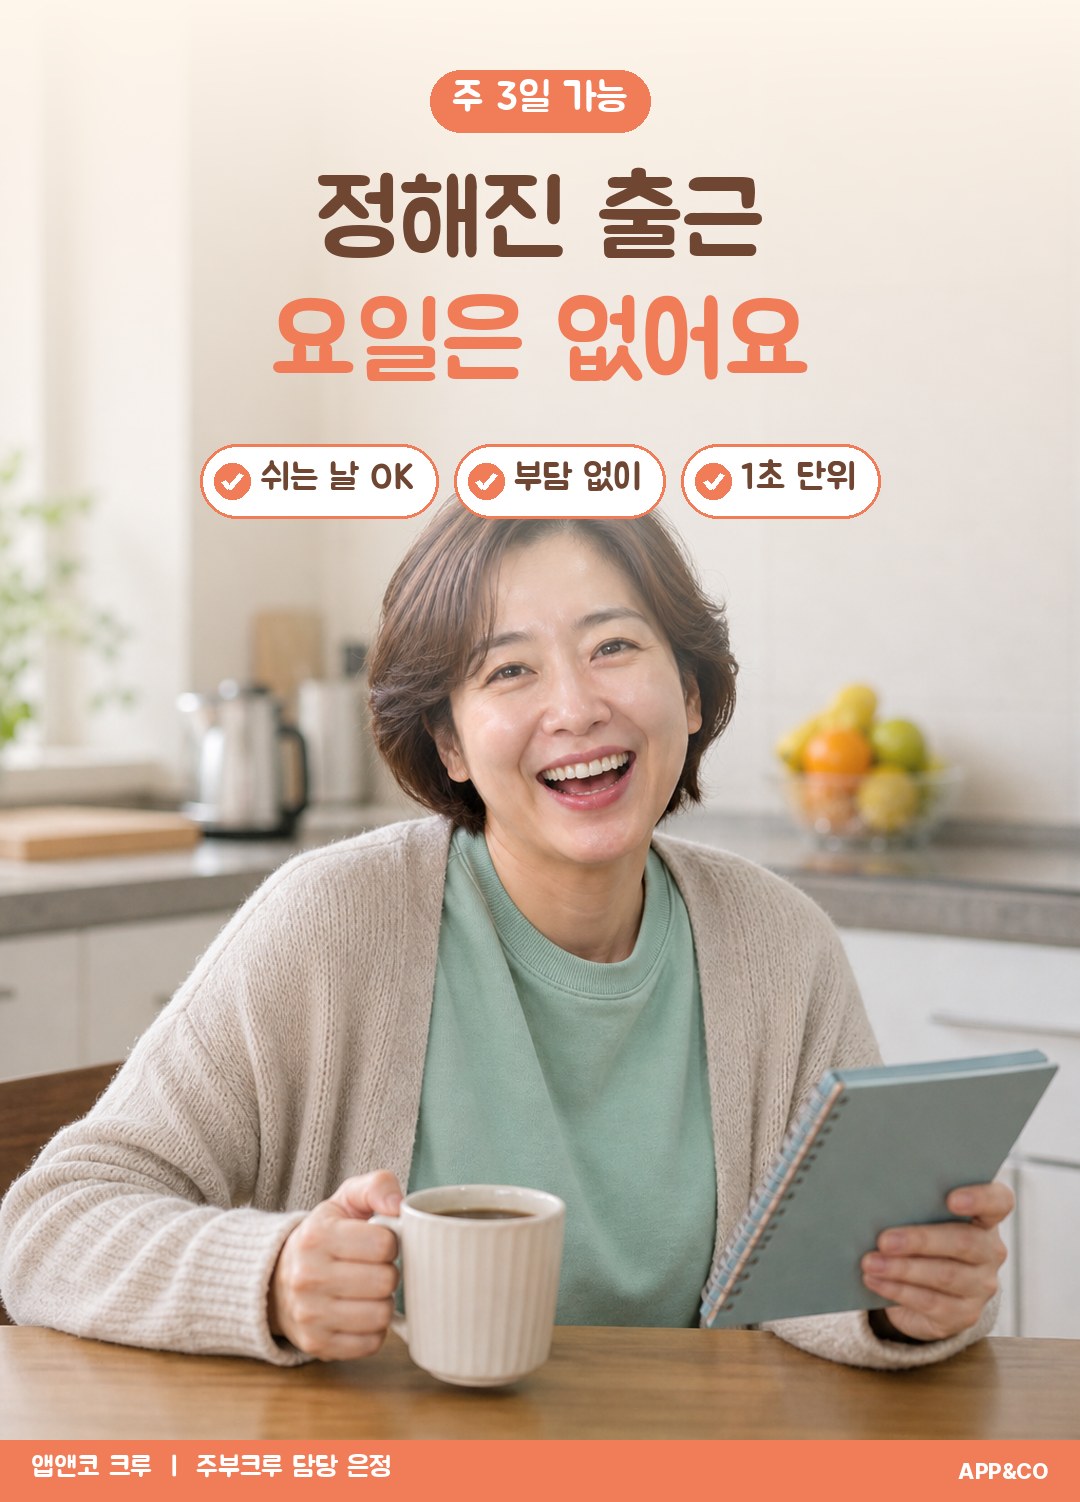 주 3일 가능
정해진 출근
요일은 없어요
쉬는 날 OK
부담 없이
1초 단위
앱앤코 크루 | 주부크루 담당 은정
APP&CO